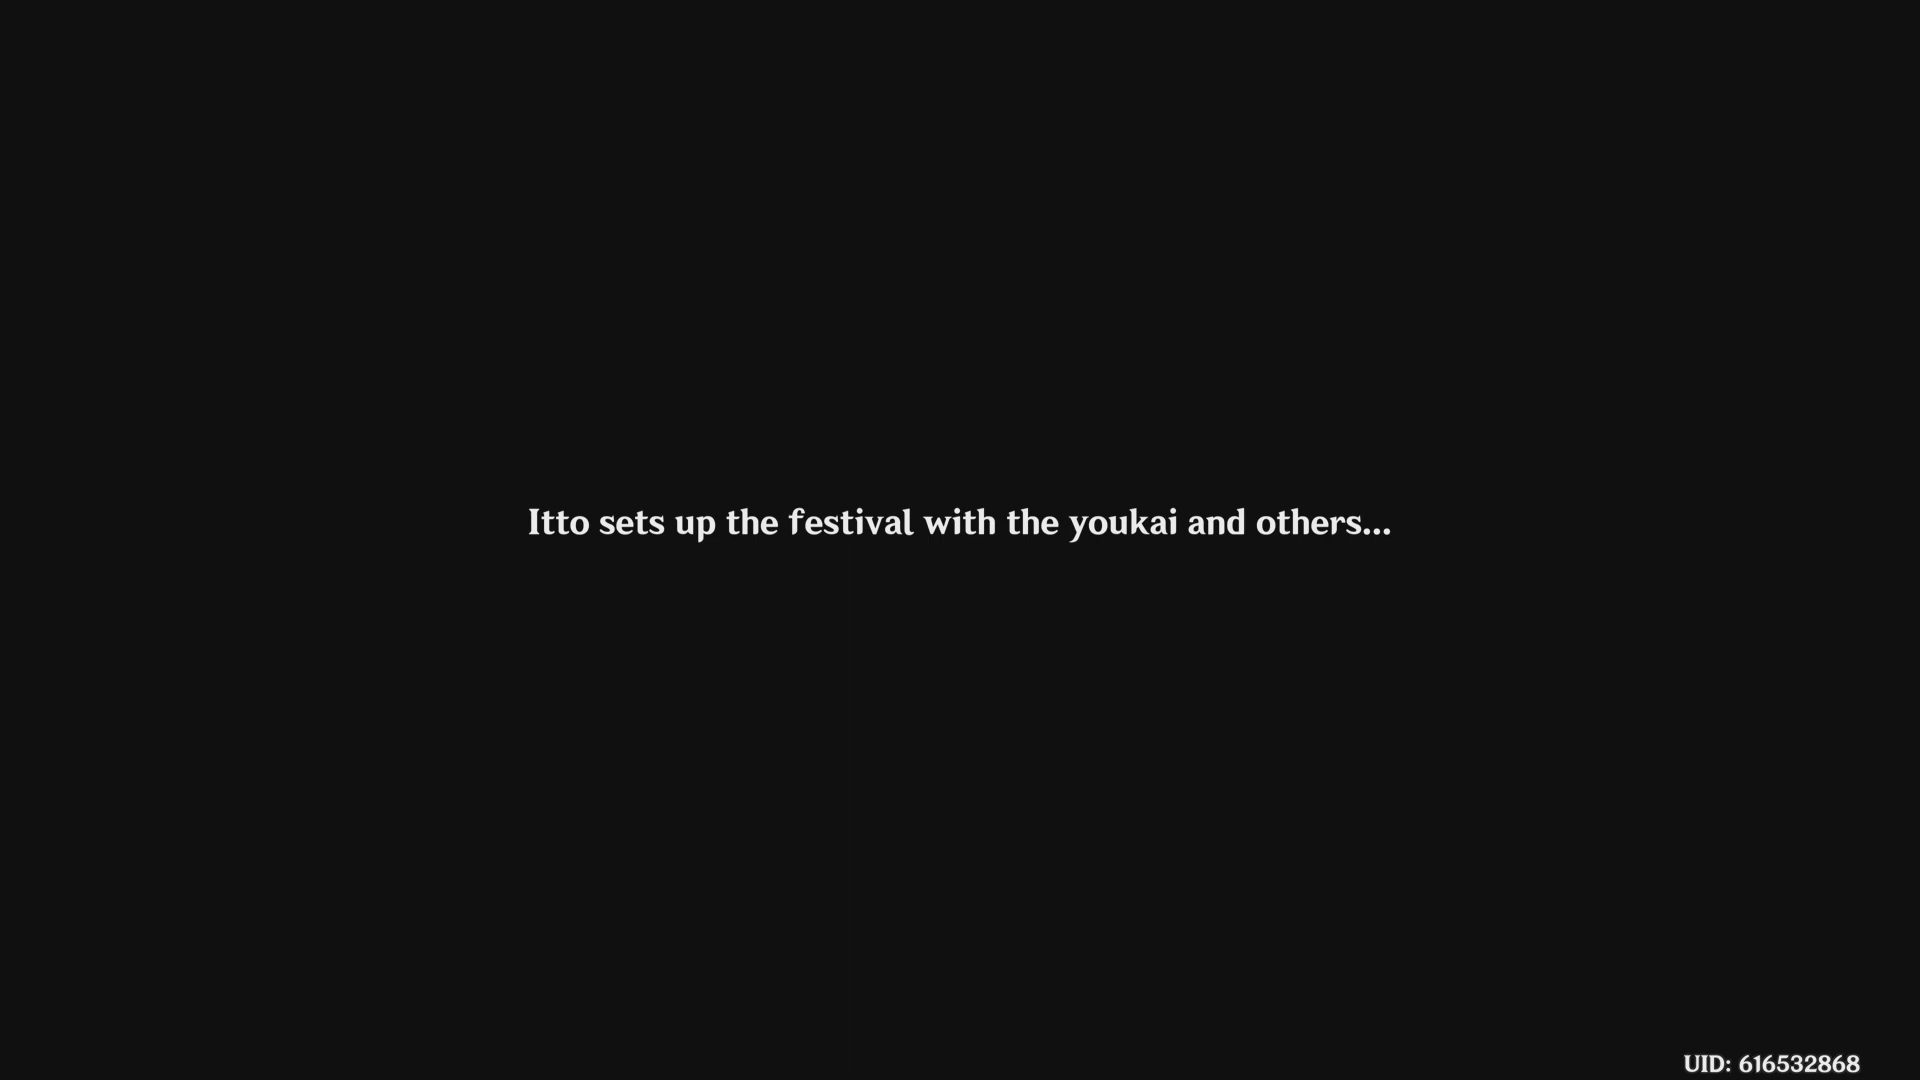 Itto sets up the festival with the youkai and others...
UID: 616532868